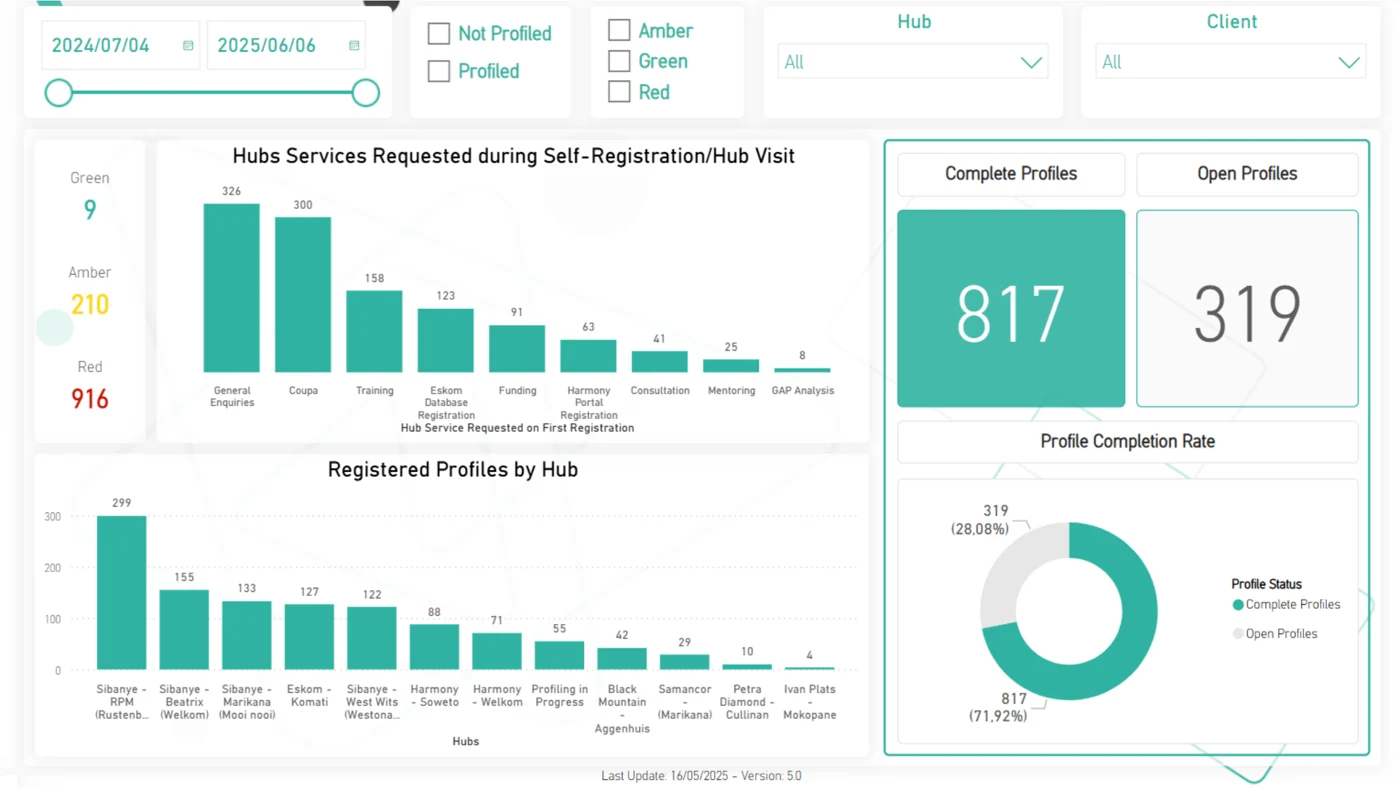 2024/07/04
2025/06/06
Not Profiled
Profiled
Amber
Green
Red
Hub
All
Client
All
Green
9
Amber
210
Red
916
Hubs Services Requested during Self-Registration/Hub Visit
326
300
158
123
91
63
41
25
8
General
Enquiries
Coupa
Training
Eskom
Database
Registration
Funding
Harmony
Portal
Registration
Consultation
Mentoring
GAP Analysis
Hub Service Requested on First Registration
Registered Profiles by Hub
300
200
100
0
299
155
133
127
122
88
71
55
42
29
10
4
Sibanye -
RPM
(Rustenb...
Sibanye -
Beatrix
(Welkom)
Sibanye -
Marikana
(Mooi nooi)
Eskom -
Komati
Sibanye -
West Wits
(Westona...
Harmony
- Soweto
Harmony
- Welkom
Profiling in
Progress
Black
Mountain
-
Aggenhuis
Samancor
-
(Marikana)
Petra
Diamond -
Cullinan
Ivan Plats
-
Mokopane
Hubs
Complete Profiles
Open Profiles
817
319
Profile Completion Rate
319
(28,08%)
817
(71,92%)
Profile Status
Complete Profiles
Open Profiles
Last Update: 16/05/2025 - Version: 5.0